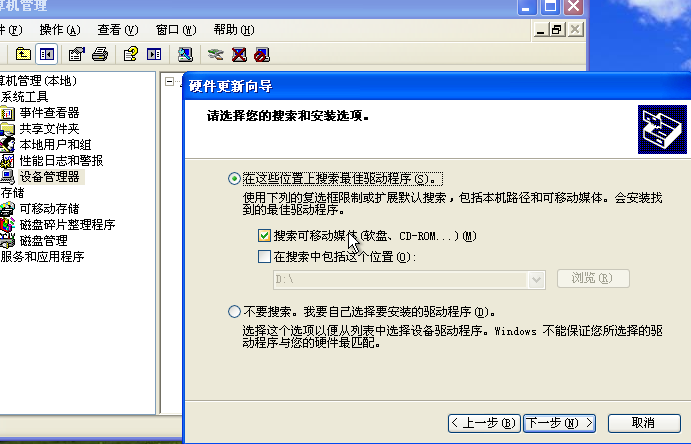 算机管理
件(F) 操作(A) 查看(V) 窗口(W) 帮助(H)
算机管理(本地)
系统工具
事件查看器
共享文件夹
本地用户和组
性能日志和警报
设备管理器
存储
可移动存储
磁盘碎片整理程序
磁盘管理
服务和应用程序
硬件更新向导
请选择您的搜索和安装选项。
在这些位置上搜索最佳驱动程序(S)。
使用下列的复选框限制或扩展默认搜索，包括本机路径和可移动媒体。会安装找
到的最佳驱动程序。
搜索可移动媒体(软盘、CD-ROM...)(M)
在搜索中包括这个位置(O):
D:\
浏览(R)
不要搜索。我要自己选择要安装的驱动程序(D)。
选择这个选项以便从列表中选择设备驱动程序。Windows 不能保证您所选择的驱
动程序与您的硬件最匹配。
< 上一步(B) 下一步(N) > 取消